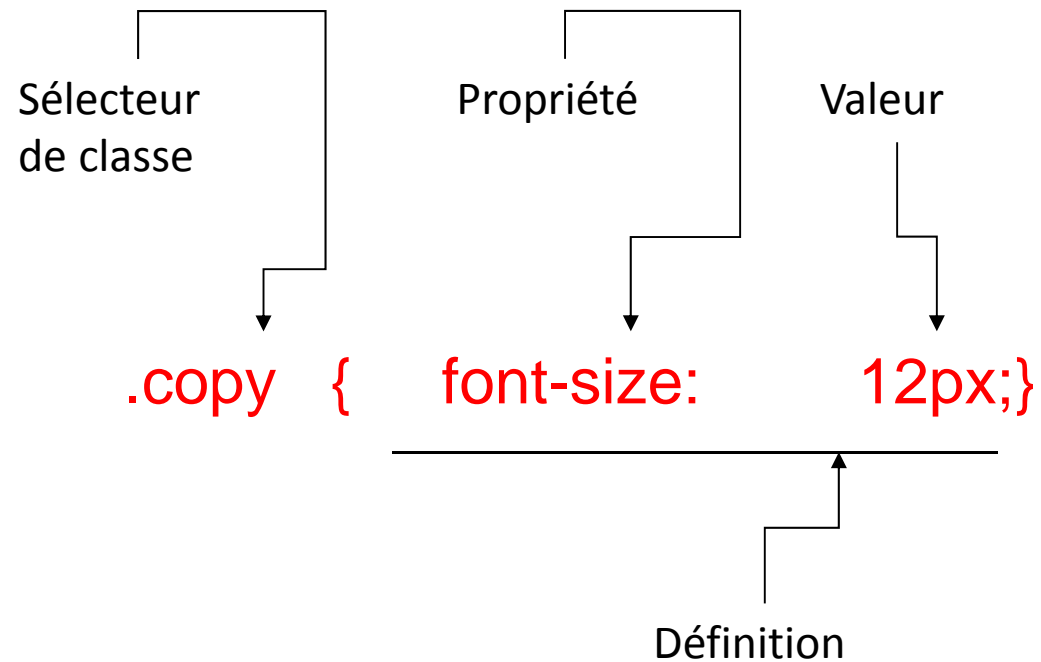 Sélecteur
de classe
Propriété
Valeur
.copy { font-size: 12px;}
Définition